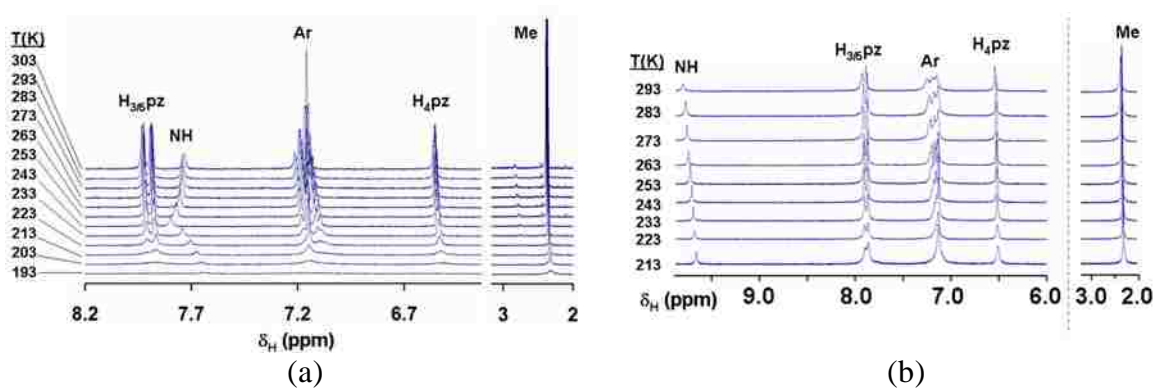 T(K)
303
293
283
273
263
253
243
233
223
213
203
193
H3/5pz
NH
Ar
H4pz
Me
8.2 7.7 7.2 6.7 3 2
δH (ppm)
(a)
T(K)
293
283
273
263
253
243
233
223
213
NH
H3/5pz
Ar
H4pz
Me
δH (ppm) 9.0 8.0 7.0 6.0 3.0 2.0
(b)